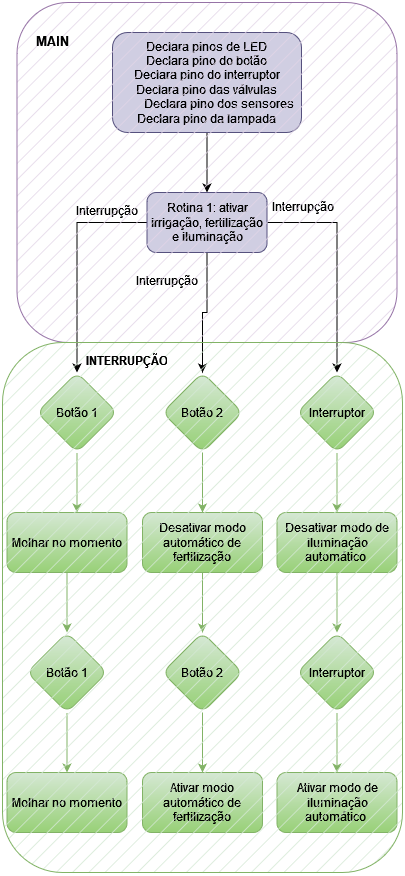 MAIN
Declara pinos de LED
Declara pino do botão
Declara pino do interruptor
Declara pino das válvulas
Declara pino dos sensores
Declara pino da lampada
Interrupção
Rotina 1: ativar
irrigação, fertilização
e iluminação
Interrupção
Interrupção
INTERRUPÇÃO
Botão 1
Botão 2
Interruptor
Molhar no momento
Desativar modo
automático de
fertilização
Desativar modo de
iluminação
automático
Botão 1
Botão 2
Interruptor
Molhar no momento
Ativar modo
automático de
fertilização
Ativar modo de
iluminação
automático